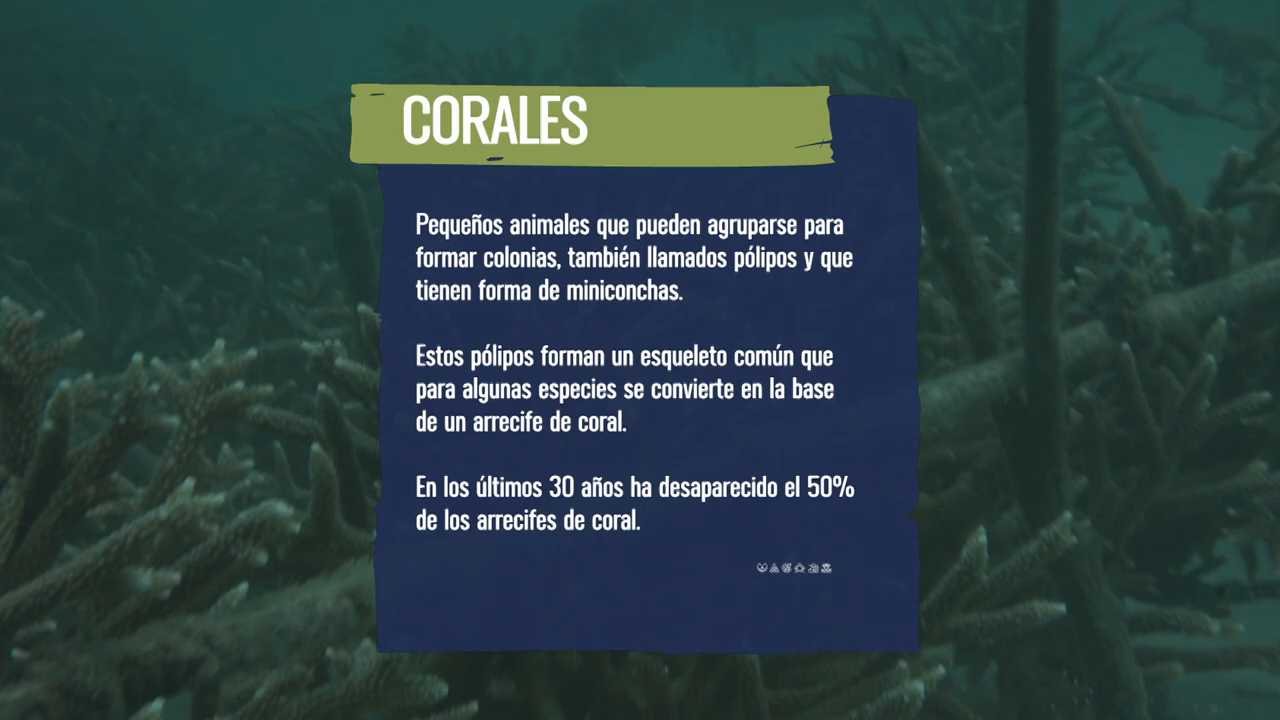 CORALES
Pequeños animales que pueden agruparse para
formar colonias, también llamados pólipos y que
tienen forma de miniconchas.
Estos pólipos forman un esqueleto común que
para algunas especies se convierte en la base
de un arrecife de coral.
En los últimos 30 años ha desaparecido el 50%
de los arrecifes de coral.